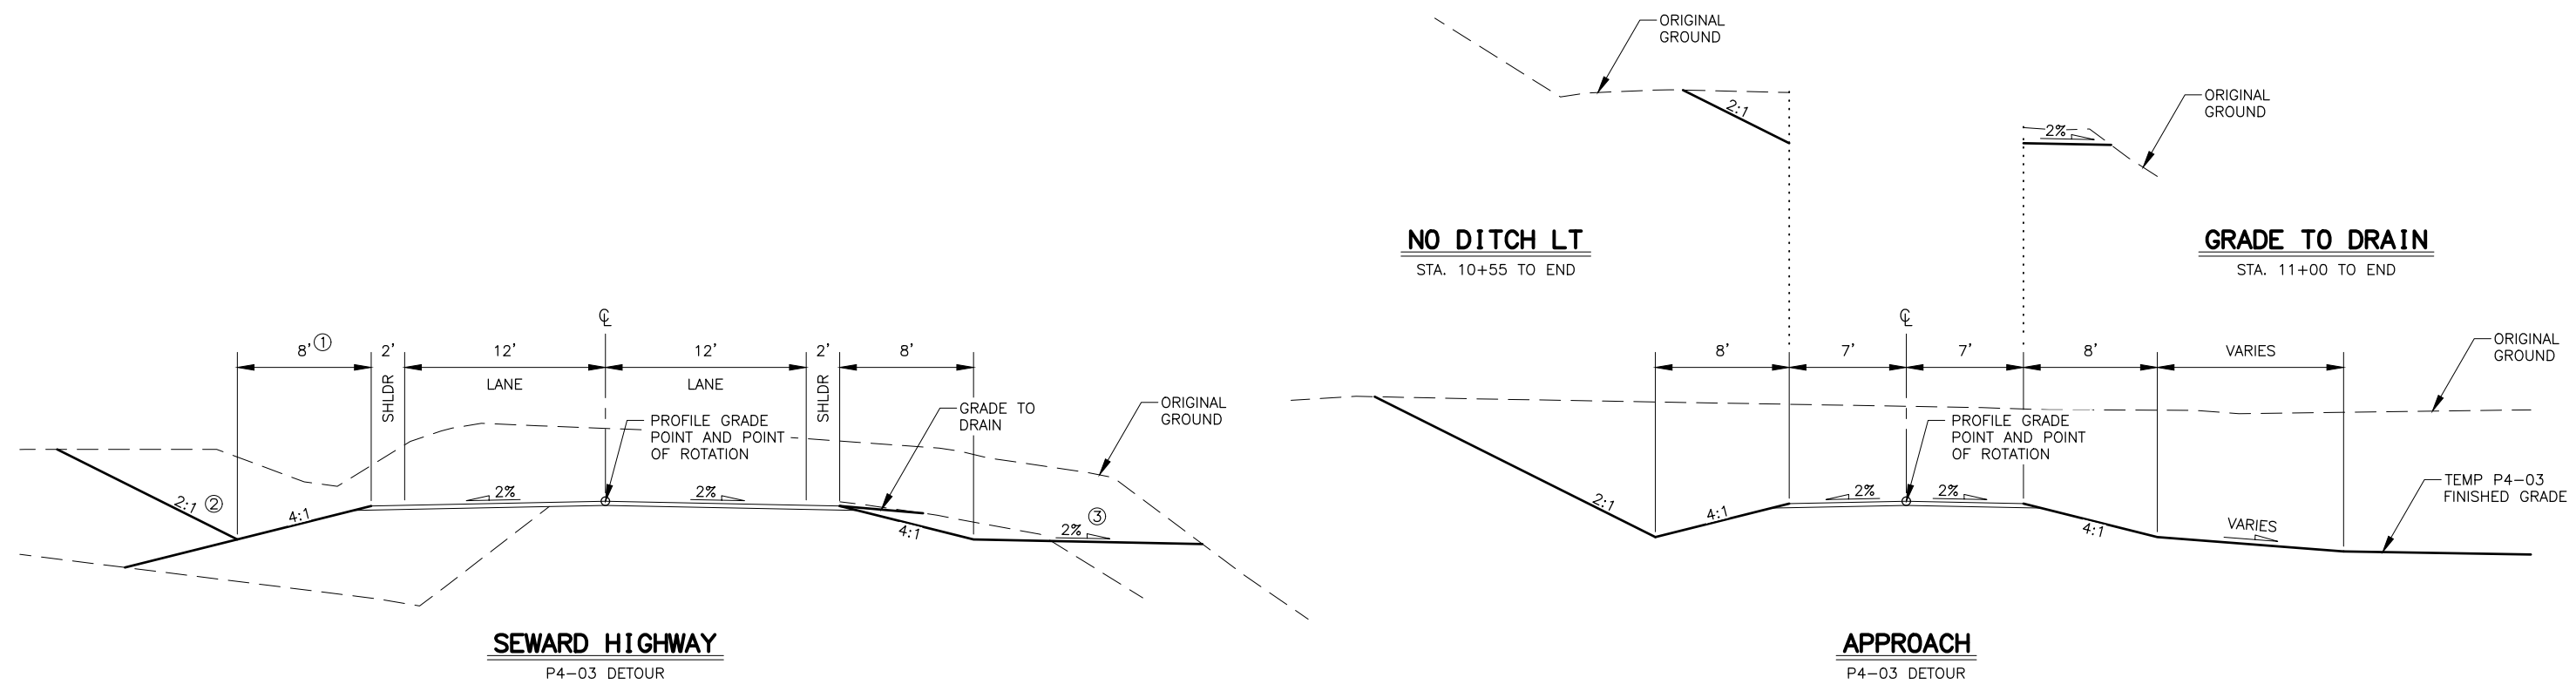 ORIGINAL
GROUND
2:1
NO DITCH LT
STA. 10+55 TO END
ORIGINAL
GROUND
2%
GRADE TO DRAIN
STA. 11+00 TO END
℄
8' ①
2'
12'
12'
2'
8'
SHLDR
LANE
LANE
SHLDR
PROFILE GRADE
POINT AND POINT
OF ROTATION
GRADE TO
DRAIN
ORIGINAL
GROUND
2:1 ②
4:1
2%
2%
4:1
2% ③
SEWARD HIGHWAY
P4-03 DETOUR
℄
8'
7'
7'
8'
VARIES
ORIGINAL
GROUND
PROFILE GRADE
POINT AND POINT
OF ROTATION
2:1
4:1
2%
2%
4:1
VARIES
TEMP P4-03
FINISHED GRADE
APPROACH
P4-03 DETOUR